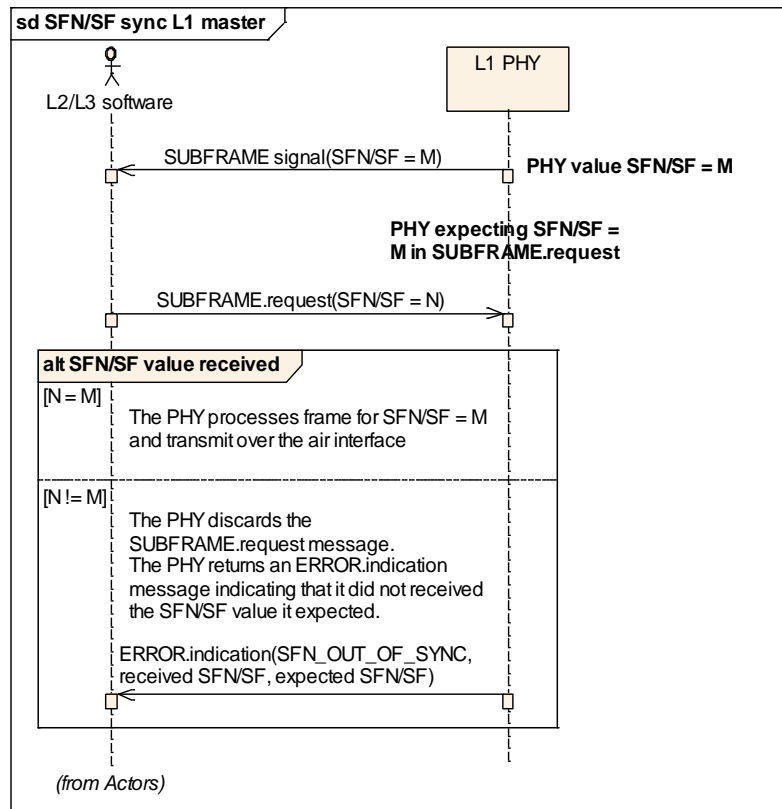 sd SFN/SF sync L1 master
L2/L3 software
L1 PHY
SUBFRAME signal(SFN/SF = M)
PHY value SFN/SF = M
PHY expecting SFN/SF =
M in SUBFRAME.request
SUBFRAME.request(SFN/SF = N)
alt SFN/SF value received
[N = M]
The PHY processes frame for SFN/SF = M
and transmit over the air interface
[N != M]
The PHY discards the
SUBFRAME.request message.
The PHY returns an ERROR.indication
message indicating that it did not received
the SFN/SF value it expected.
ERROR.indication(SFN_OUT_OF_SYNC,
received SFN/SF, expected SFN/SF)
(from Actors)